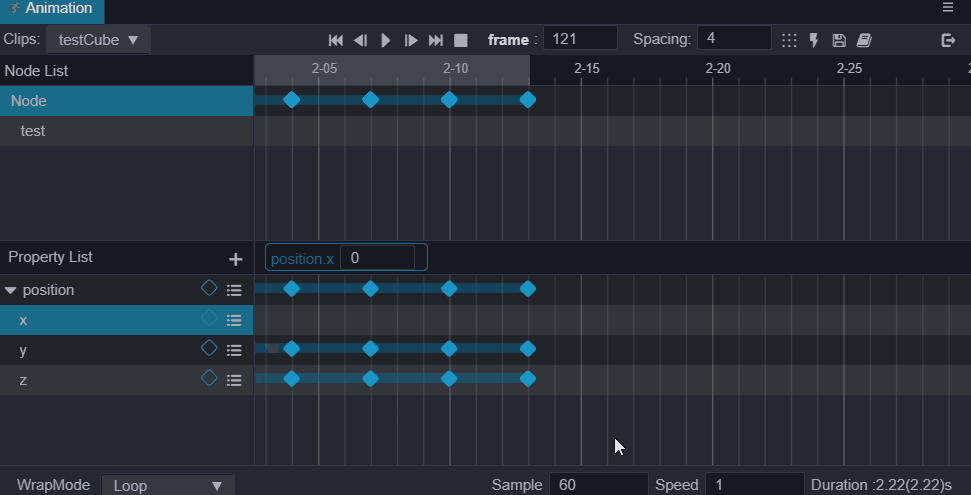 Animation
Clips: testCube frame : 121 Spacing: 4
Node List 2-05 2-10 2-15 2-20 2-25
Node
test
Property List + position.x 0
position
x
y
z
WrapMode Loop Sample 60 Speed 1 Duration :2.22(2.22)s